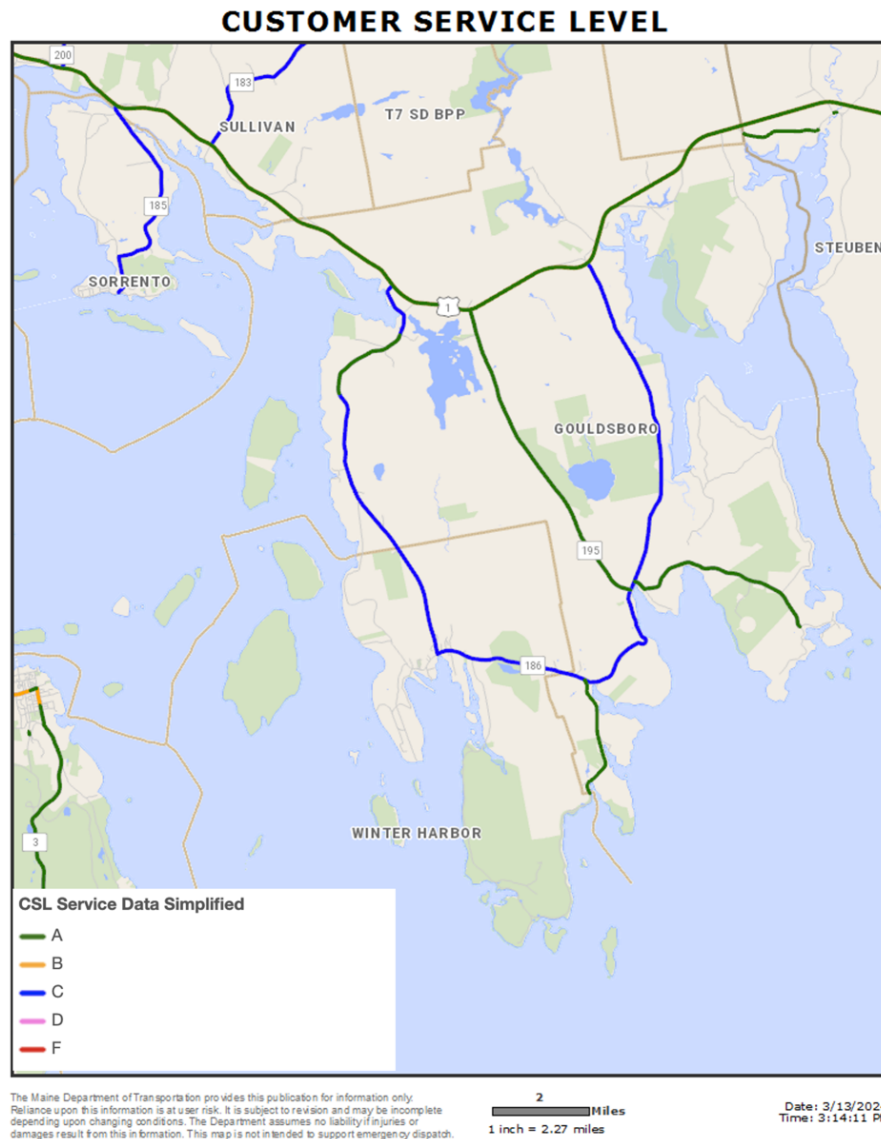 CUSTOMER SERVICE LEVEL
200
183
SULLIVAN
T7 SD BPP
185
STEUBEN
SORRENTO
1
GOULDSBORO
195
186
WINTER HARBOR
3
CSL Service Data Simplified
A
B
C
D
F
The Maine Department of Transportation provides this publication for information only.
Reliance upon this information is at user risk. It is subject to revision and may be incomplete
depending upon changing conditions. The Department assumes no liability if injuries or
damages result from this information. This map is not intended to support emergency dispatch.
2
Miles
1 inch = 2.27 miles
Date: 3/13/202
Time: 3:14:11 P